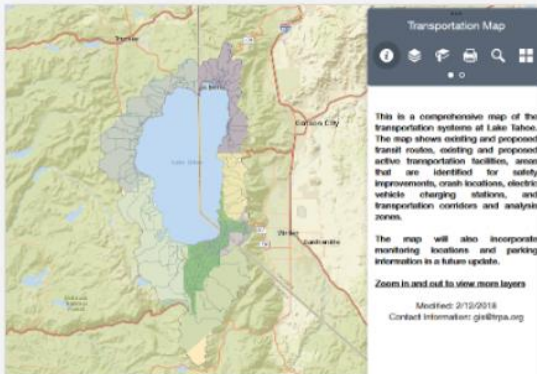 Transportation Map
Truckee
Carson City
Lake Tahoe
Minden
Gardnerville
This is a comprehensive map of the
transportation systems at Lake Tahoe.
The map shows existing and proposed
transit routes, existing and proposed
active transportation facilities, areas
that are identified for safety
improvements, crash locations, electric
vehicle charging stations, and
transportation corridors and analysis
zones.
The map will also incorporate
monitoring locations and parking
information in a future update.
Zoom in and out to view more layers
Modified: 2/12/2018
Contact Information: gis@trpa.org